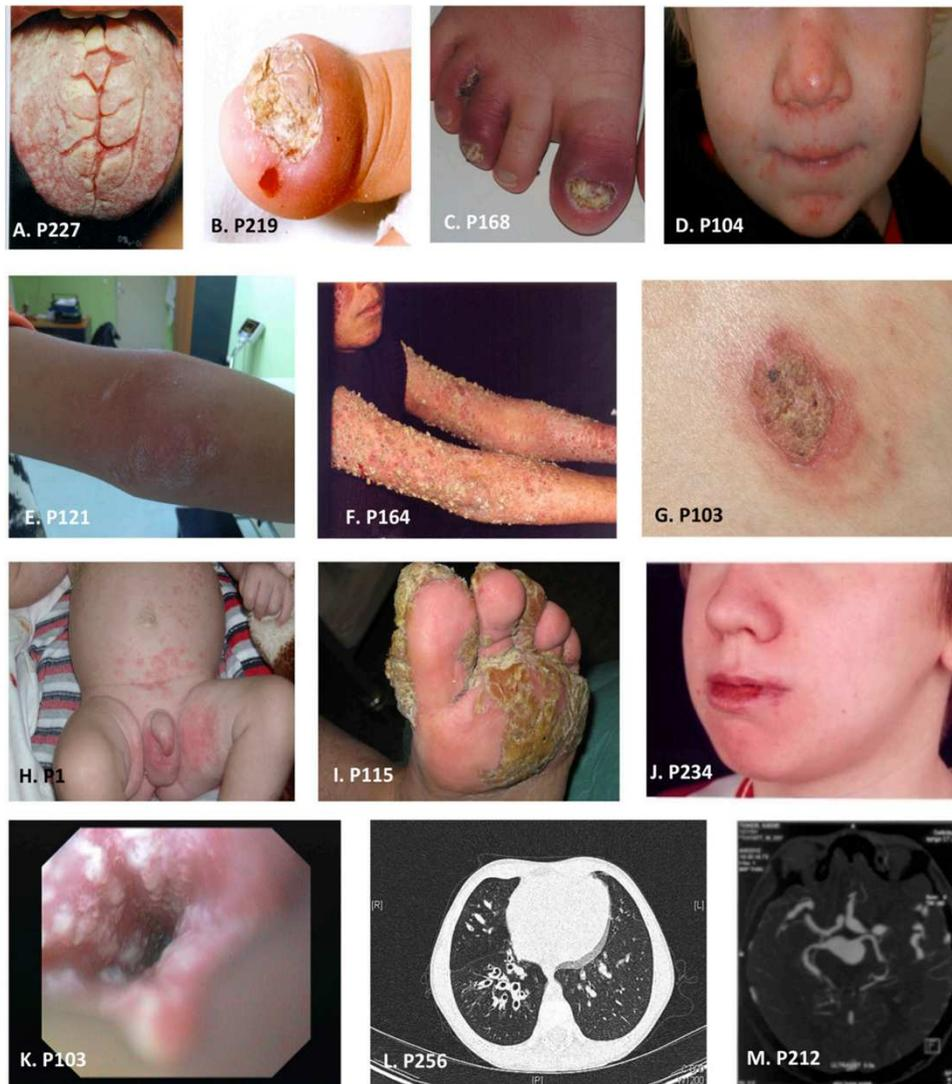 A. P227
B. P219
C. P168
D. P104
E. P121
F. P164
G. P103
H. P1
I. P115
J. P234
K. P103
[R]
[L]
L. P256
[P]
M. P212